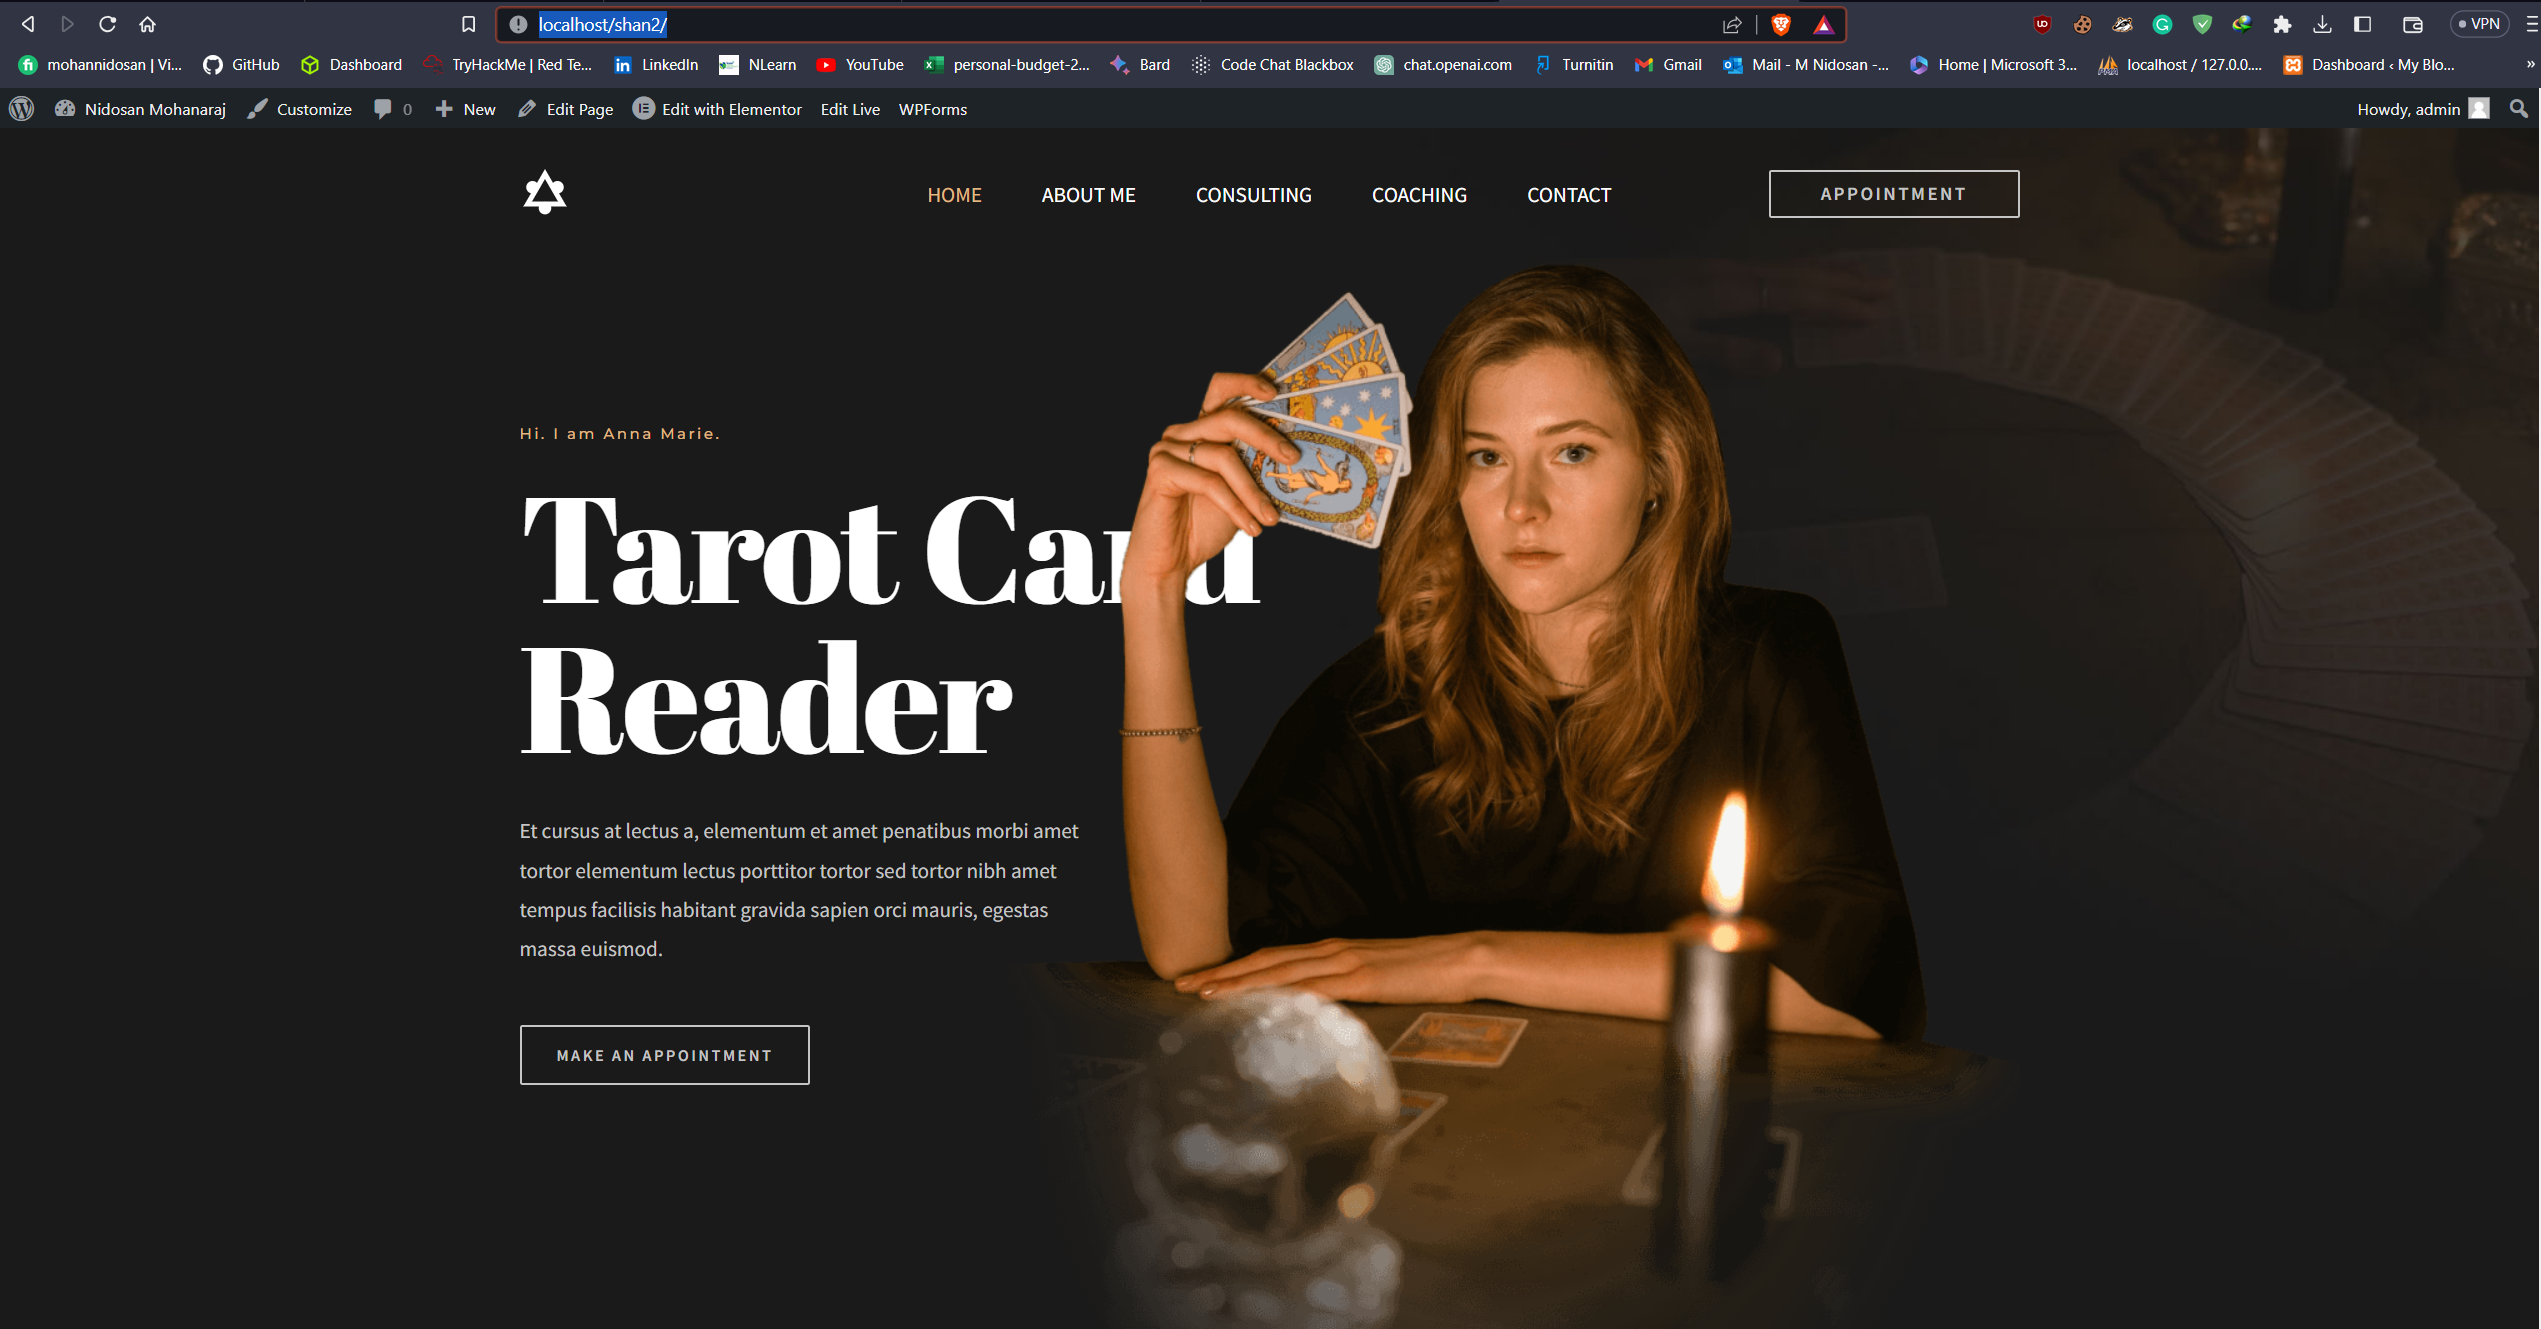 localhost/shan2/
VPN
mohannidosan | Vi...
GitHub
Dashboard
TryHackMe | Red Te...
LinkedIn
NLearn
YouTube
personal-budget-2...
Bard
Code Chat Blackbox
chat.openai.com
Turnitin
Gmail
Mail - M Nidosan -...
Home | Microsoft 3...
localhost / 127.0.0....
Dashboard ‹ My Blo...
»
Nidosan Mohanaraj
Customize
0
New
Edit Page
Edit with Elementor
Edit Live
WPForms
Howdy, admin
HOME
ABOUT ME
CONSULTING
COACHING
CONTACT
APPOINTMENT
Hi. I am Anna Marie.
Tarot Card
Reader
Et cursus at lectus a, elementum et amet penatibus morbi amet
tortor elementum lectus porttitor tortor sed tortor nibh amet
tempus facilisis habitant gravida sapien orci mauris, egestas
massa euismod.
MAKE AN APPOINTMENT